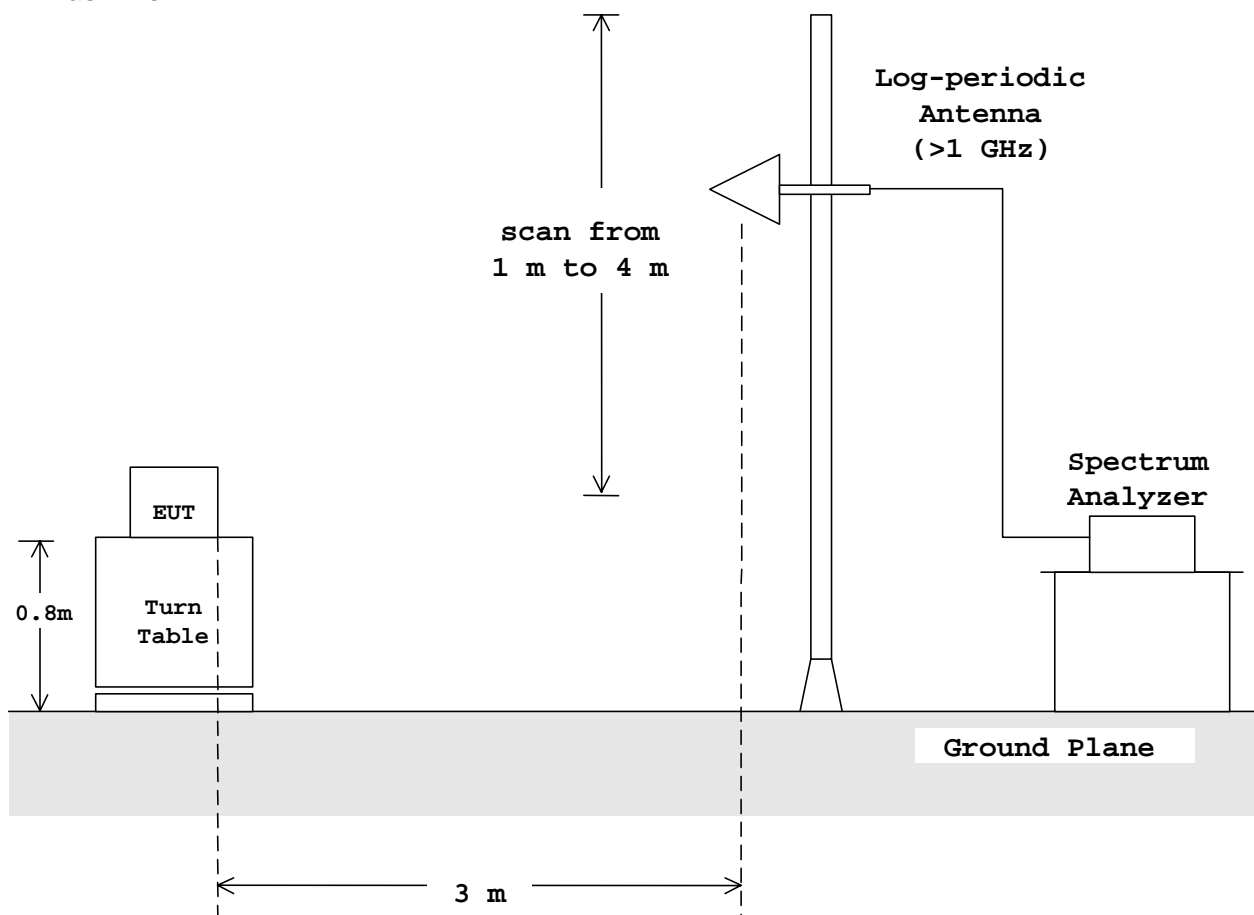 Log-periodic
Antenna
(>1 GHz)
scan from
1 m to 4 m
Spectrum
Analyzer
EUT
0.8m
Turn
Table
Ground Plane
3 m